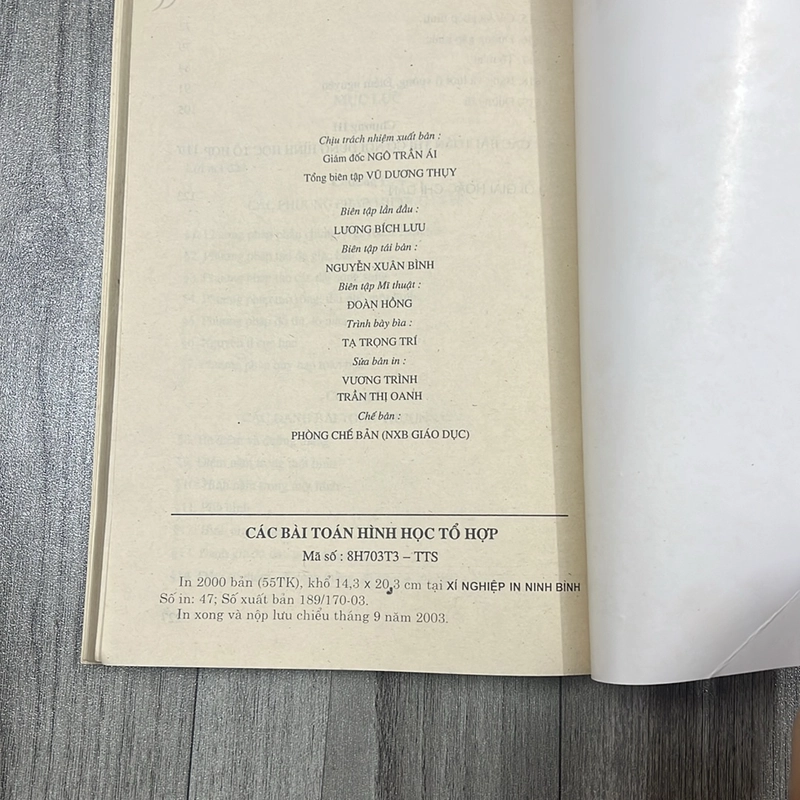 Chịu trách nhiệm xuất bản :
Giám đốc NGÔ TRẦN ÁI
Tổng biên tập VŨ DƯƠNG THỤY
Biên tập lần đầu :
LƯƠNG BÍCH LƯU
Biên tập tái bản :
NGUYỄN XUÂN BÌNH
Biên tập Mĩ thuật :
ĐOÀN HỒNG
Trình bày bìa :
TẠ TRỌNG TRÍ
Sửa bản in :
VƯƠNG TRÌNH
TRẦN THỊ OANH
Chế bản :
PHÒNG CHẾ BẢN (NXB GIÁO DỤC)
CÁC BÀI TOÁN HÌNH HỌC TỔ HỢP
Mã số : 8H703T3 – TTS
In 2000 bản (55TK), khổ 14,3 x 20,3 cm tại XÍ NGHIỆP IN NINH BÌNH
Số in: 47; Số xuất bản 189/170-03.
In xong và nộp lưu chiểu tháng 9 năm 2003.